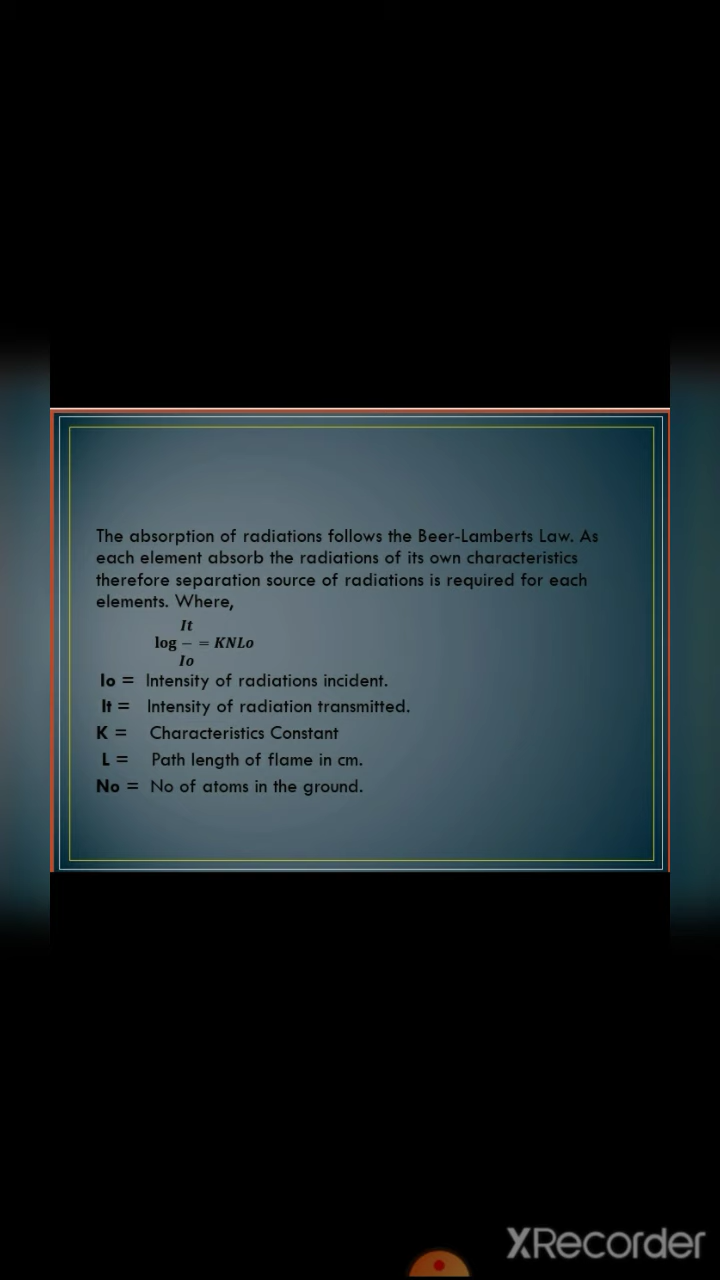 The absorption of radiations follows the Beer-Lamberts Law. As
each element absorb the radiations of its own characteristics
therefore separation source of radiations is required for each
elements. Where,
log It/Io = KNLo
Io = Intensity of radiations incident.
It = Intensity of radiation transmitted.
K = Characteristics Constant
L = Path length of flame in cm.
No = No of atoms in the ground.
XRecorder